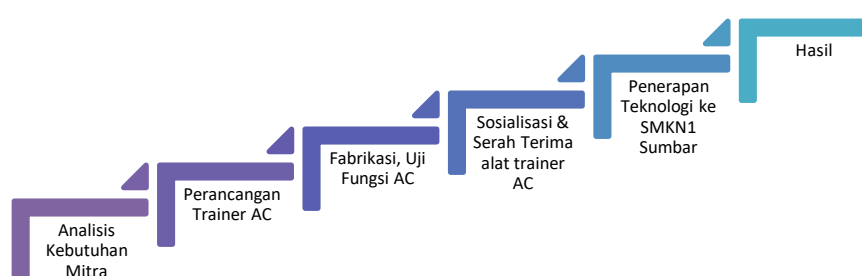 Analisis
Kebutuhan
Mitra
Perancangan
Trainer AC
Fabrikasi, Uji
Fungsi AC
Sosialisasi &
Serah Terima
alat trainer
AC
Penerapan
Teknologi ke
SMKN1
Sumbar
Hasil